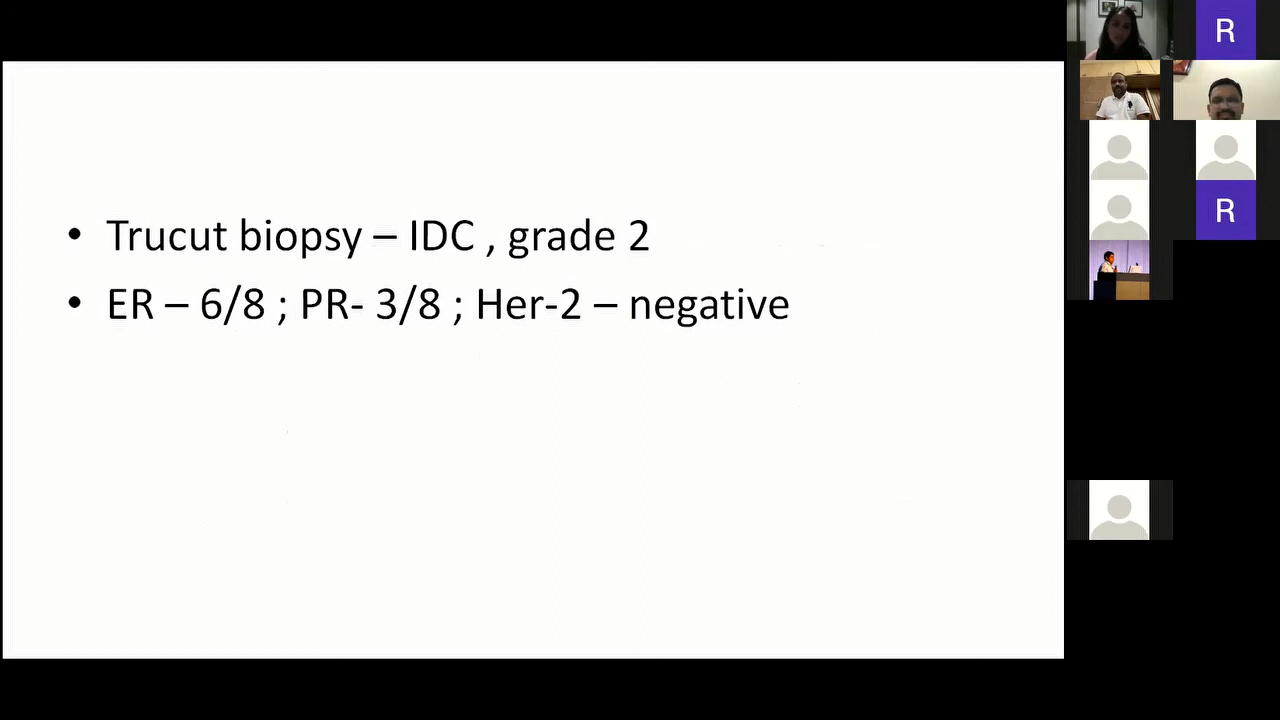 • Trucut biopsy – IDC , grade 2
• ER – 6/8 ; PR- 3/8 ; Her-2 – negative
R
R